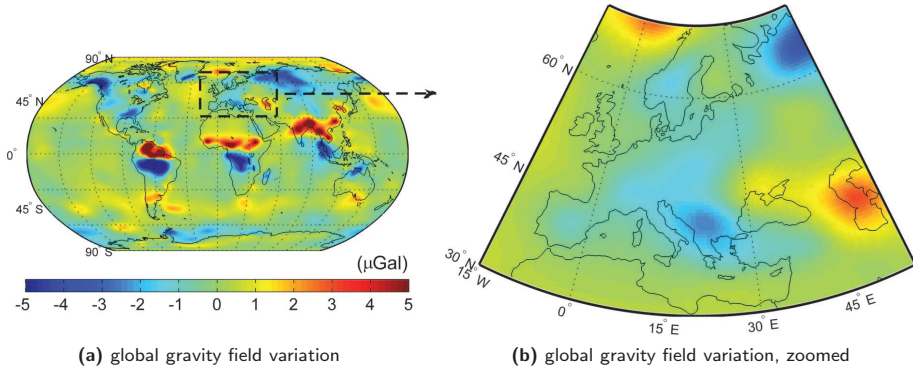 90° N
45° N
0°
45° S
90° S
(μGal)
-5 -4 -3 -2 -1 0 1 2 3 4 5
(a) global gravity field variation
60° N
45° N
30° N
15° W
0°
15° E
30° E
45° E
(b) global gravity field variation, zoomed